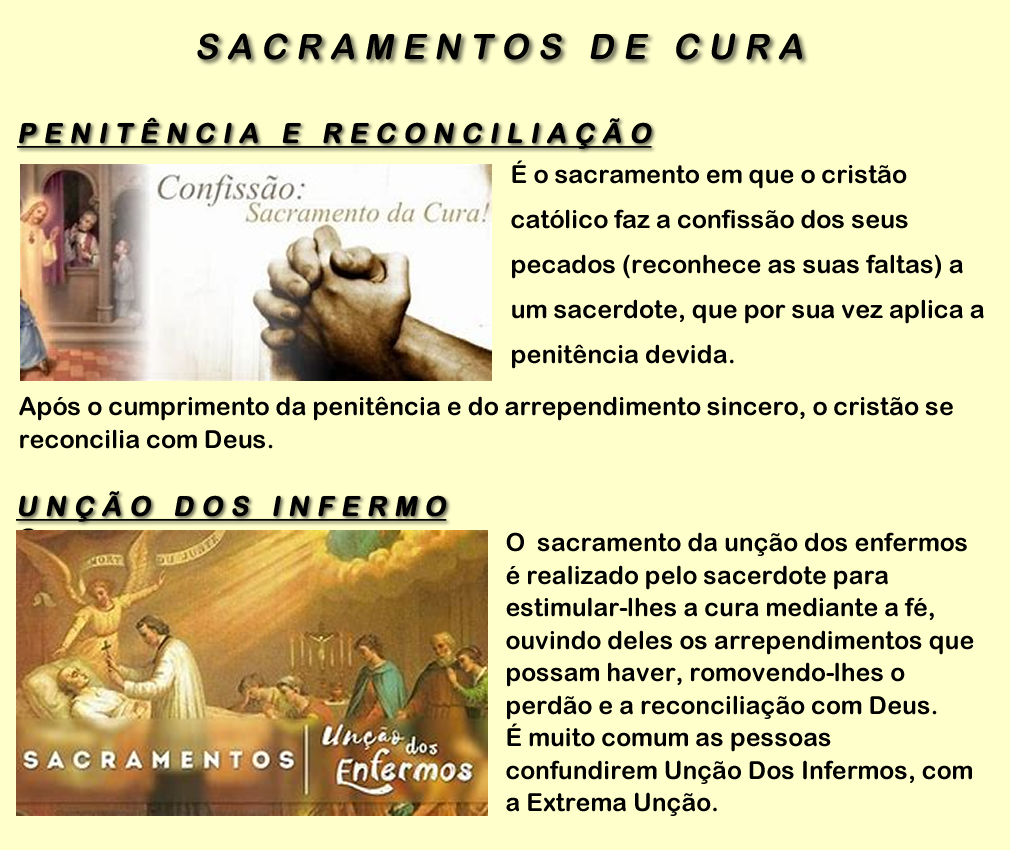 SACRAMENTOS DE CURA
PENITÊNCIA E RECONCILIAÇÃO
Confissão:
Sacramento da Cura!
É o sacramento em que o cristão
católico faz a confissão dos seus
pecados (reconhece as suas faltas) a
um sacerdote, que por sua vez aplica a
penitência devida.
Após o cumprimento da penitência e do arrependimento sincero, o cristão se
reconcilia com Deus.
UNÇÃO DOS INFERMO
SACRAMENTOS
Unção dos
Enfermos
O sacramento da unção dos enfermos
é realizado pelo sacerdote para
estimular-lhes a cura mediante a fé,
ouvindo deles os arrependimentos que
possam haver, romovendo-lhes o
perdão e a reconciliação com Deus.
É muito comum as pessoas
confundirem Unção Dos Infermos, com
a Extrema Unção.